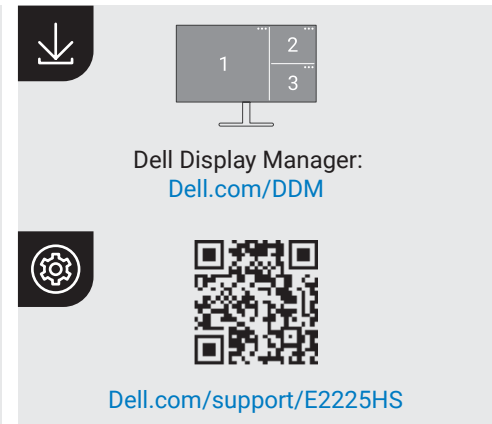 1
2
3
Dell Display Manager:
Dell.com/DDM
Dell.com/support/E2225HS